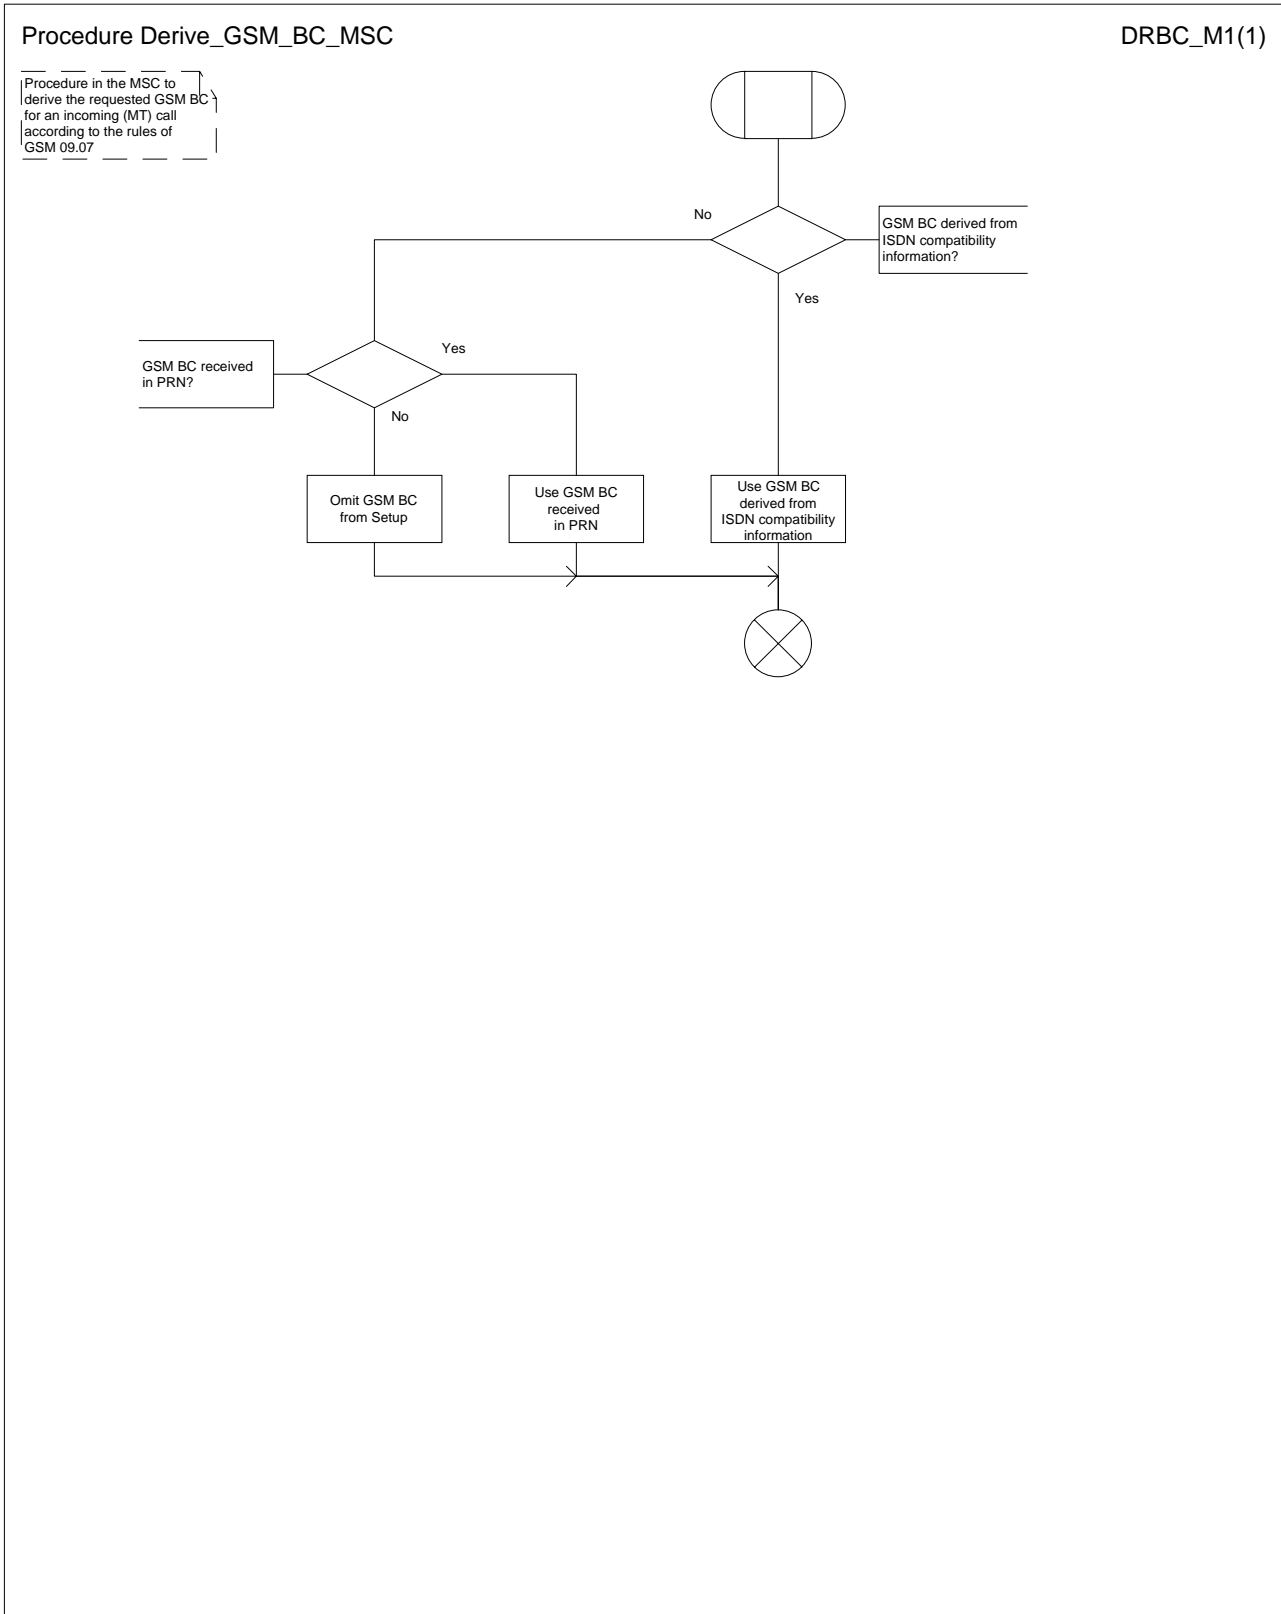 Procedure Derive_GSM_BC_MSC
DRBC_M1(1)
Procedure in the MSC to
derive the requested GSM BC
for an incoming (MT) call
according to the rules of
GSM 09.07
No
GSM BC derived from
ISDN compatibility
information?
Yes
GSM BC received
in PRN?
Yes
No
Omit GSM BC
from Setup
Use GSM BC
received
in PRN
Use GSM BC
derived from
ISDN compatibility
information